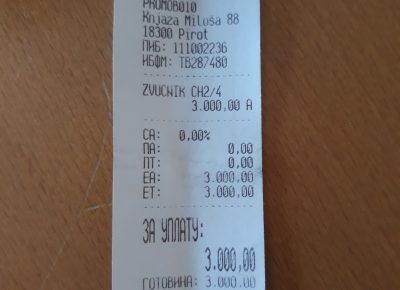 PROMOBO10
Knjaza Miloša 88
18300 Pirot
ПИБ: 111002236
ИБФМ: TB287480
ZVUCNIK CH2/4
3.000,00 А
СА: 0,00%
ПА: 0,00
ПТ: 0,00
ЕА: 3.000,00
ЕТ: 3.000,00
ЗА УПЛАТУ:
3.000,00
ГОТОВИНА: 3.000,00